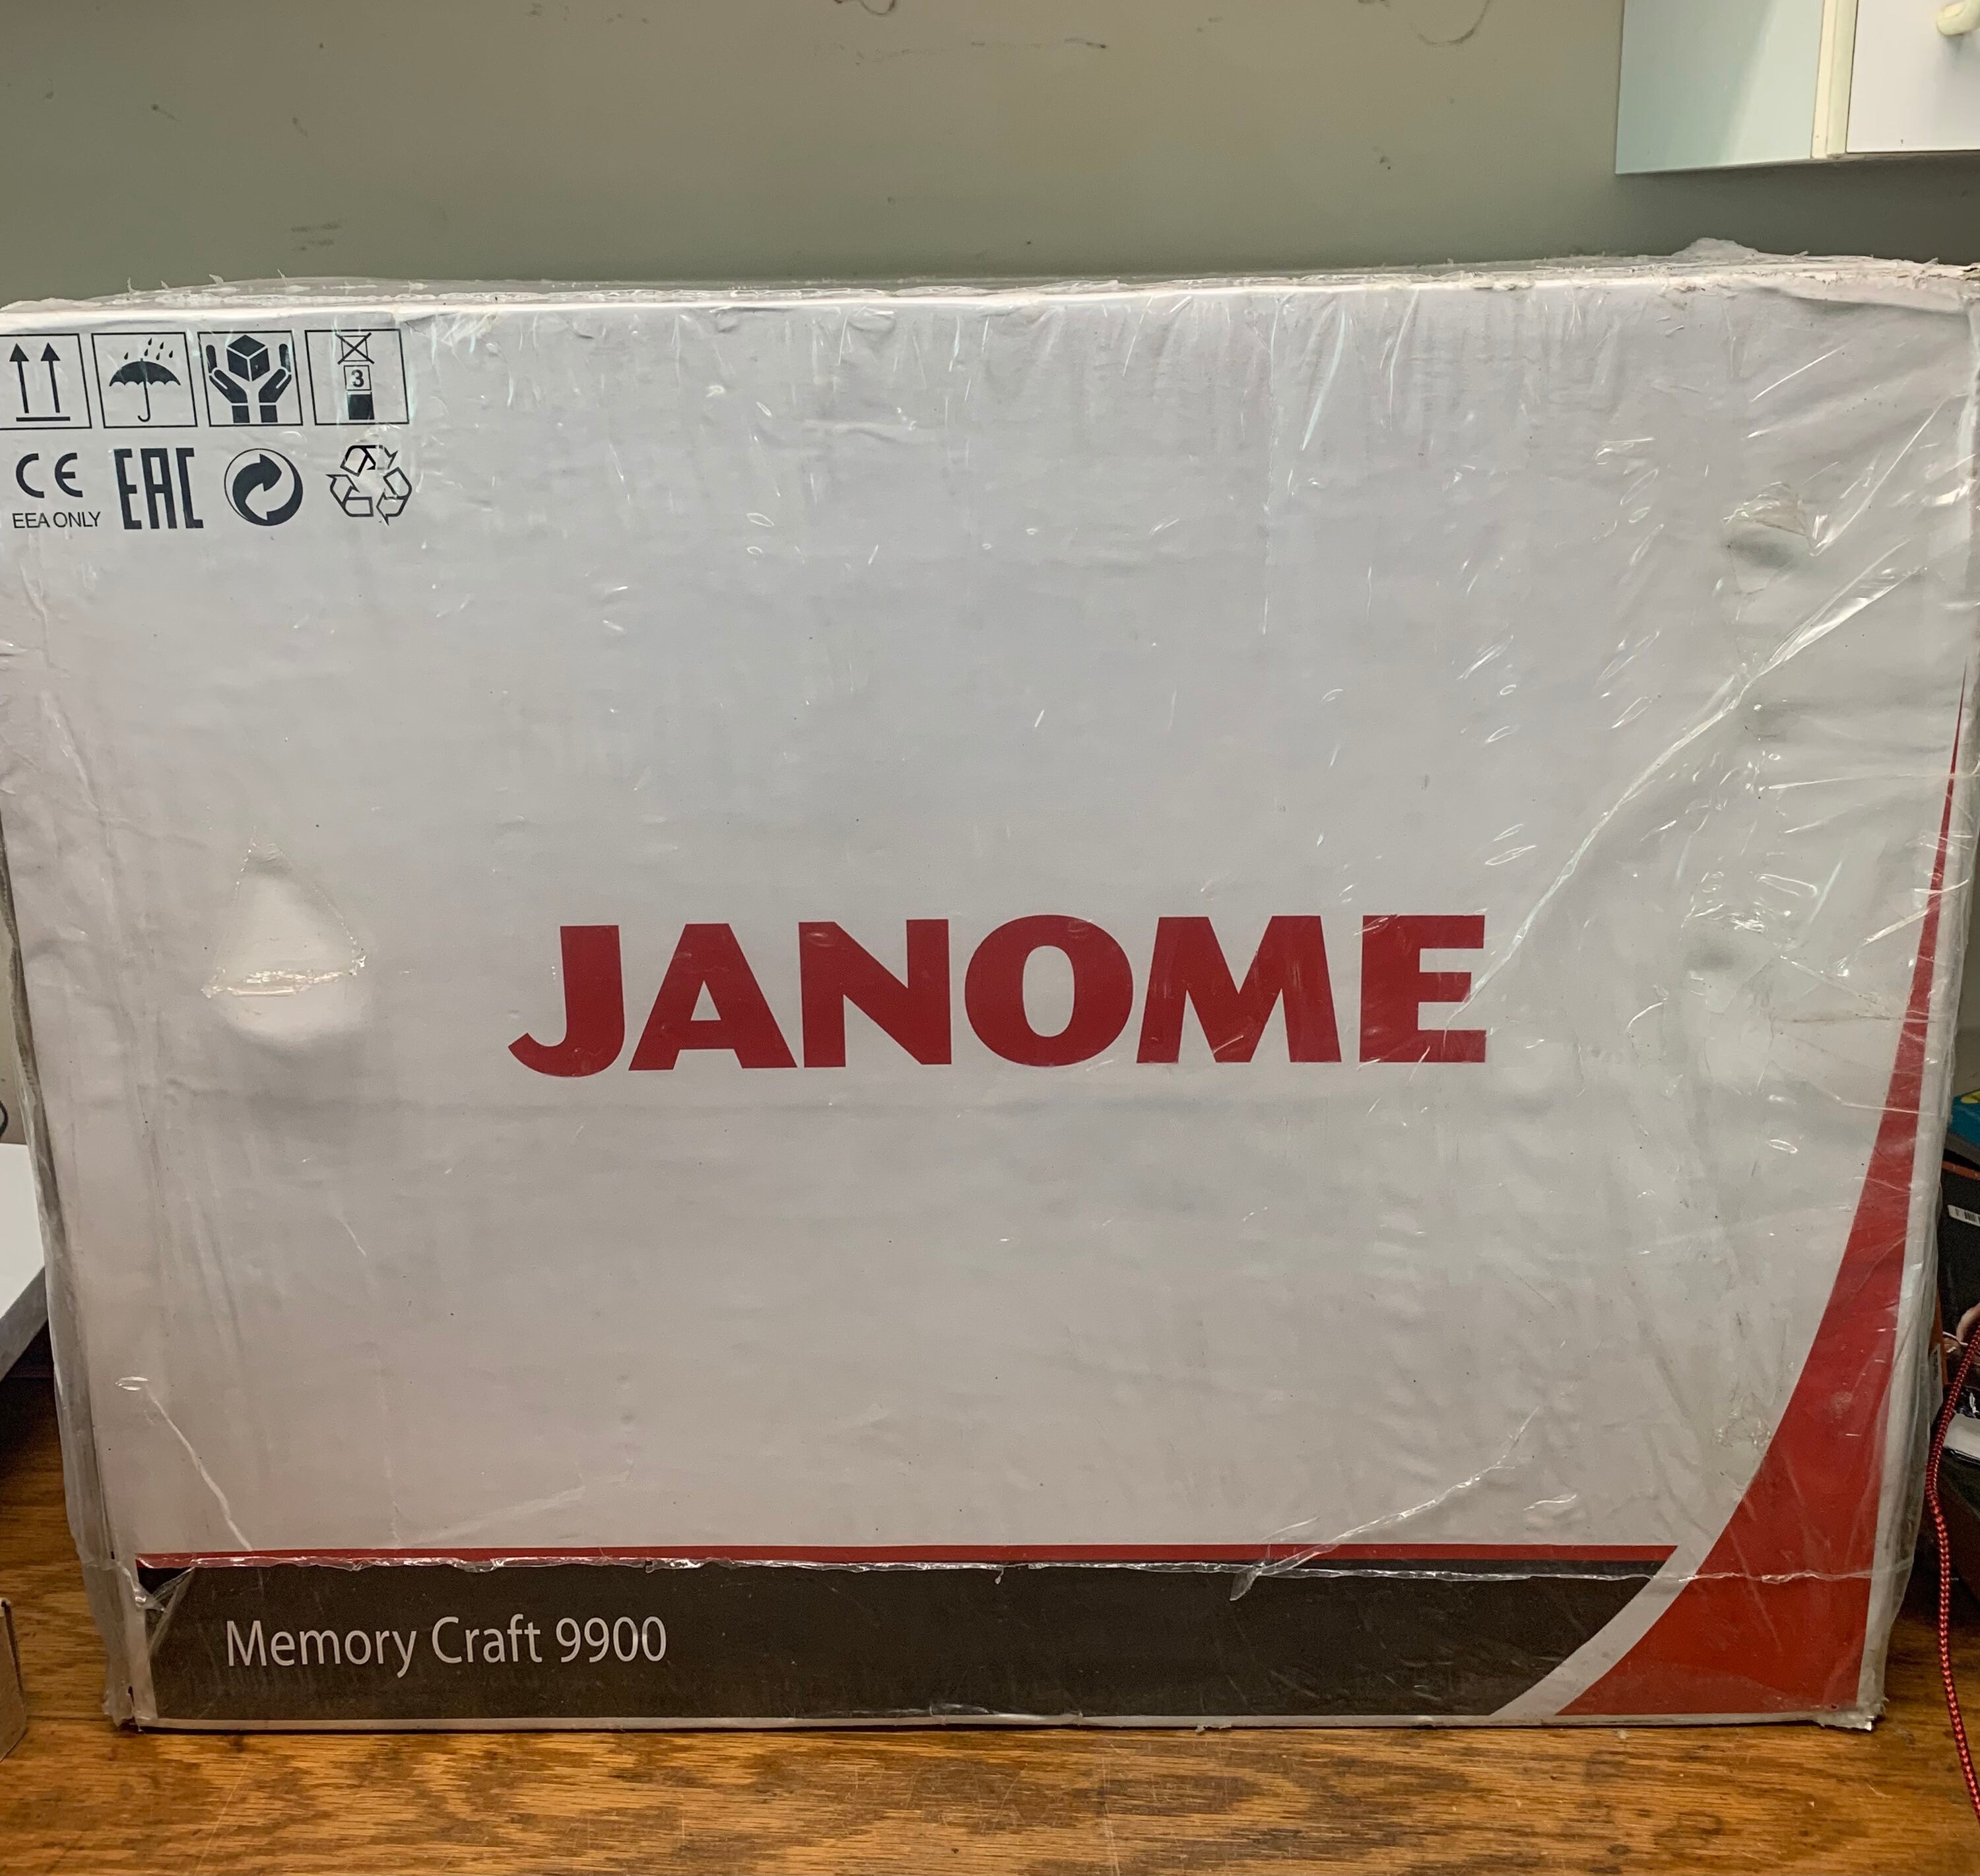 3
CE EAC
EEA ONLY
JANOME
Memory Craft 9900